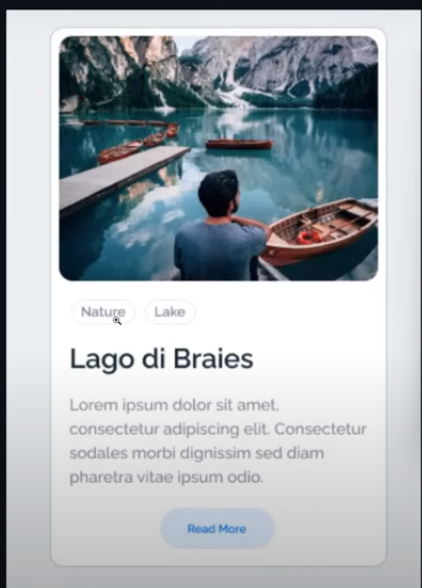 Nature
Lake
Lago di Braies
Lorem ipsum dolor sit amet,
consectetur adipiscing elit. Consectetur
sodales morbi dignissim sed diam
pharetra vitae ipsum odio.
Read More